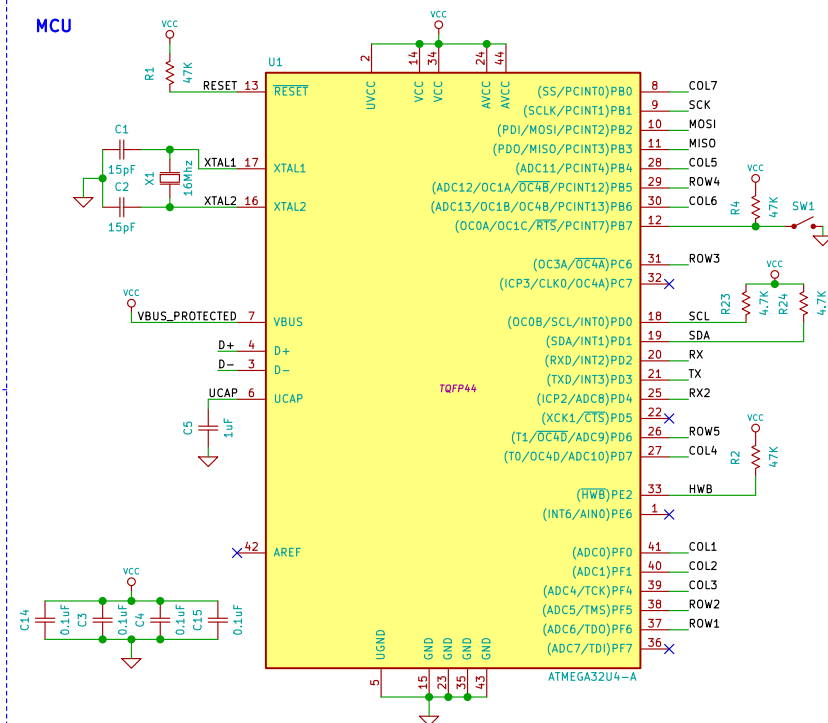 MCU
VCC
R1
47K
RESET 13
RESET
U1
2
14
34
24
44
VCC
UVCC
VCC
VCC
AVCC
AVCC
C1
15pF
C2
15pF
X1
16Mhz
XTAL1 17
XTAL1
XTAL2 16
XTAL2
VCC
VBUS_PROTECTED 7
VBUS
D+ 4
D+
D- 3
D-
UCAP 6
UCAP
C5
1uF
42
AREF
TQFP44
(SS/PCINT0)PB0 8 COL7
(SCLK/PCINT1)PB1 9 SCK
(PDI/MOSI/PCINT2)PB2 10 MOSI
(PDO/MISO/PCINT3)PB3 11 MISO
(ADC11/PCINT4)PB4 28 COL5
(ADC12/OC1A/OC4B/PCINT12)PB5 29 ROW4
(ADC13/OC1B/OC4B/PCINT13)PB6 30 COL6
(OC0A/OC1C/RTS/PCINT7)PB7 12
VCC
R4
47K
SW1
(OC3A/OC4A)PC6 31 ROW3
(ICP3/CLK0/OC4A)PC7 32
VCC
R23
4.7K
R24
4.7K
(OC0B/SCL/INT0)PD0 18 SCL
(SDA/INT1)PD1 19 SDA
(RXD/INT2)PD2 20 RX
(TXD/INT3)PD3 21 TX
(ICP2/ADC8)PD4 25 RX2
(XCK1/CTS)PD5 22
(T1/OC4D/ADC9)PD6 26 ROW5
(T0/OC4D/ADC10)PD7 27 COL4
VCC
R2
47K
(HWB)PE2 33 HWB
(INT6/AIN0)PE6 1
(ADC0)PF0 41 COL1
(ADC1)PF1 40 COL2
(ADC4/TCK)PF4 39 COL3
(ADC5/TMS)PF5 38 ROW2
(ADC6/TDO)PF6 37 ROW1
(ADC7/TDI)PF7 36
VCC
C14
0.1uF
C3
0.1uF
C4
0.1uF
C15
0.1uF
UGND
GND
GND
GND
GND
5
15
23
35
43
ATMEGA32U4-A